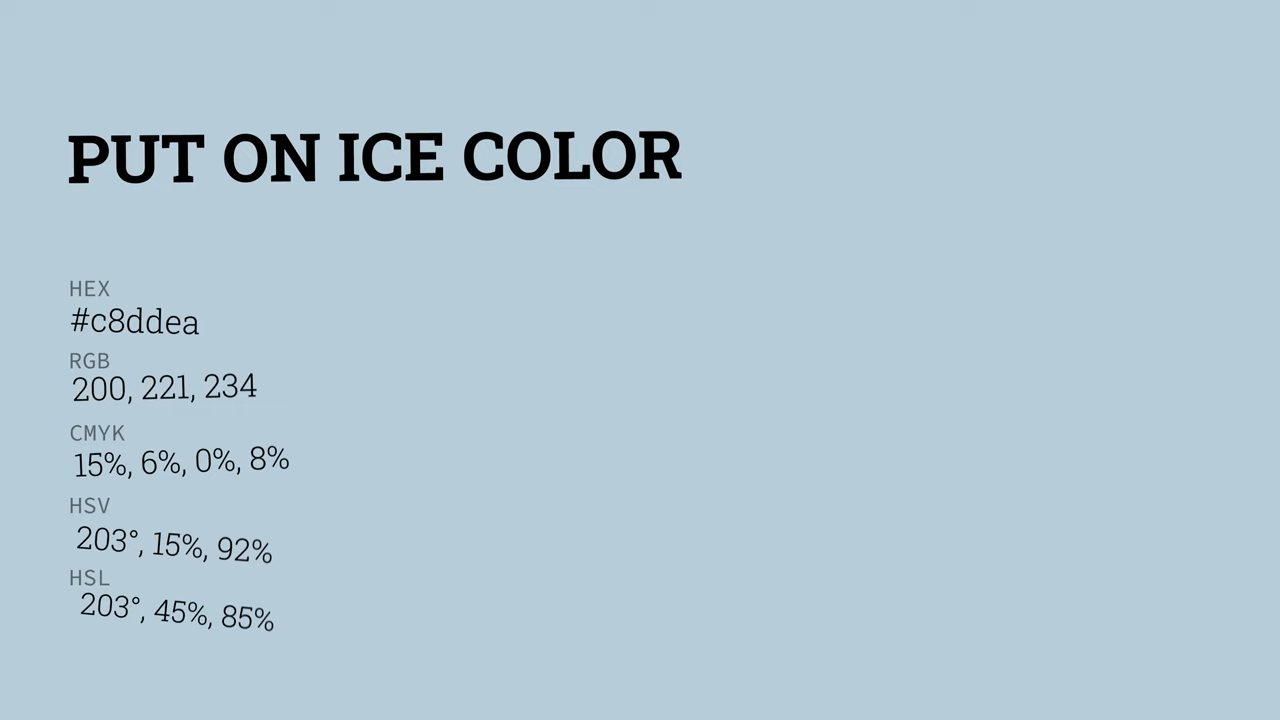 PUT ON ICE COLOR
HEX
#c8ddea
RGB
200, 221, 234
CMYK
15%, 6%, 0%, 8%
HSV
203°, 15%, 92%
HSL
203°, 45%, 85%